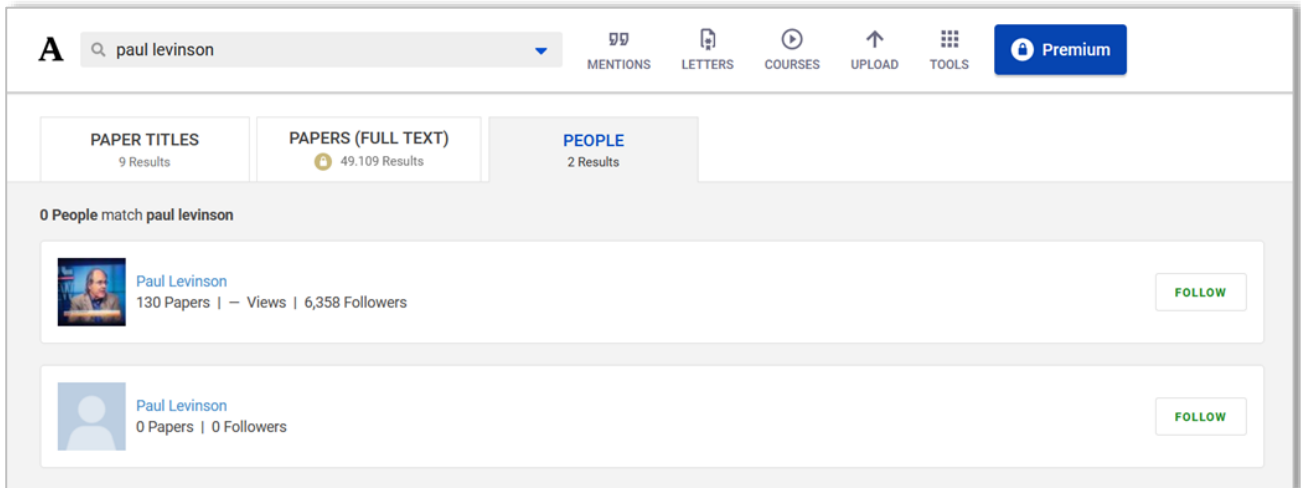 A
paul levinson
MENTIONS
LETTERS
COURSES
UPLOAD
TOOLS
Premium
PAPER TITLES
9 Results
PAPERS (FULL TEXT)
49.109 Results
PEOPLE
2 Results
0 People match paul levinson
Paul Levinson
130 Papers | — Views | 6,358 Followers
FOLLOW
Paul Levinson
0 Papers | 0 Followers
FOLLOW